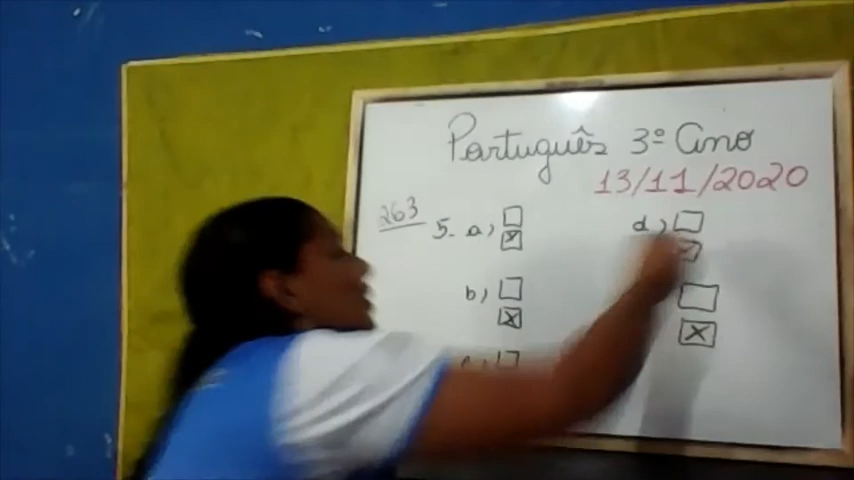 Português 3º Ano
13/11/2020
263
5. a)
b)
c)
d)